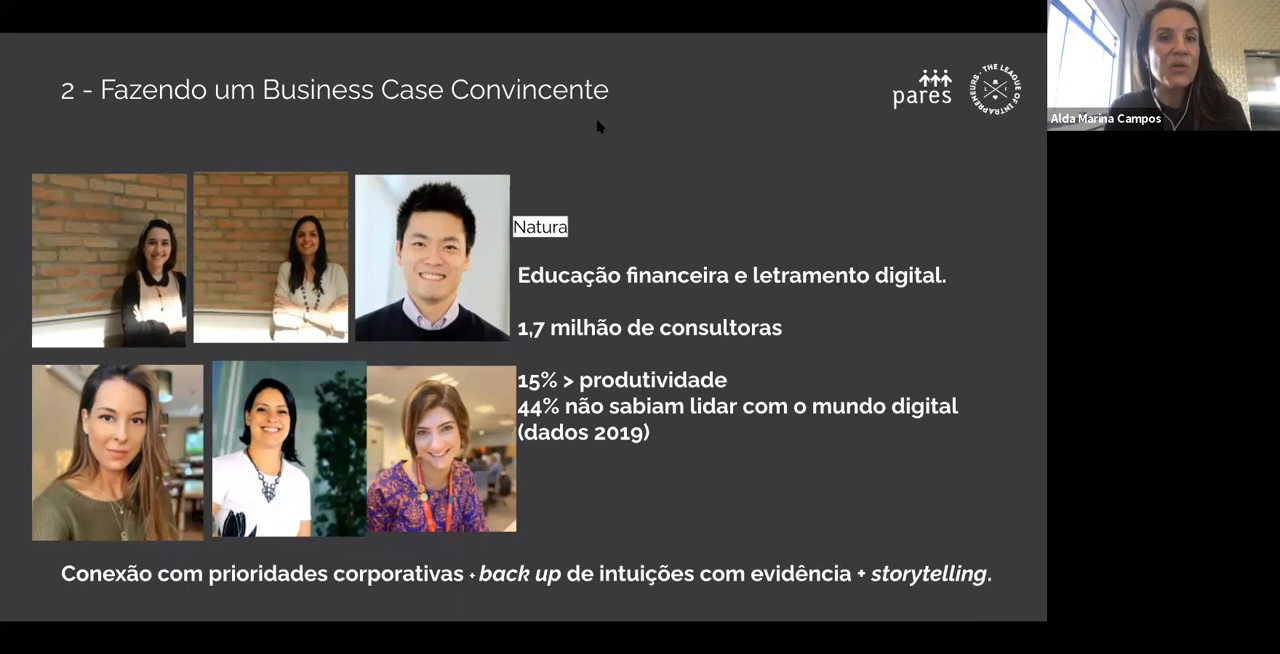 2 - Fazendo um Business Case Convincente
pares
THE LEAGUE OF INTRAPRENEURS
Alda Marina Campos
Natura
Educação financeira e letramento digital.
1,7 milhão de consultoras
15% > produtividade
44% não sabiam lidar com o mundo digital
(dados 2019)
Conexão com prioridades corporativas + back up de intuições com evidência + storytelling.